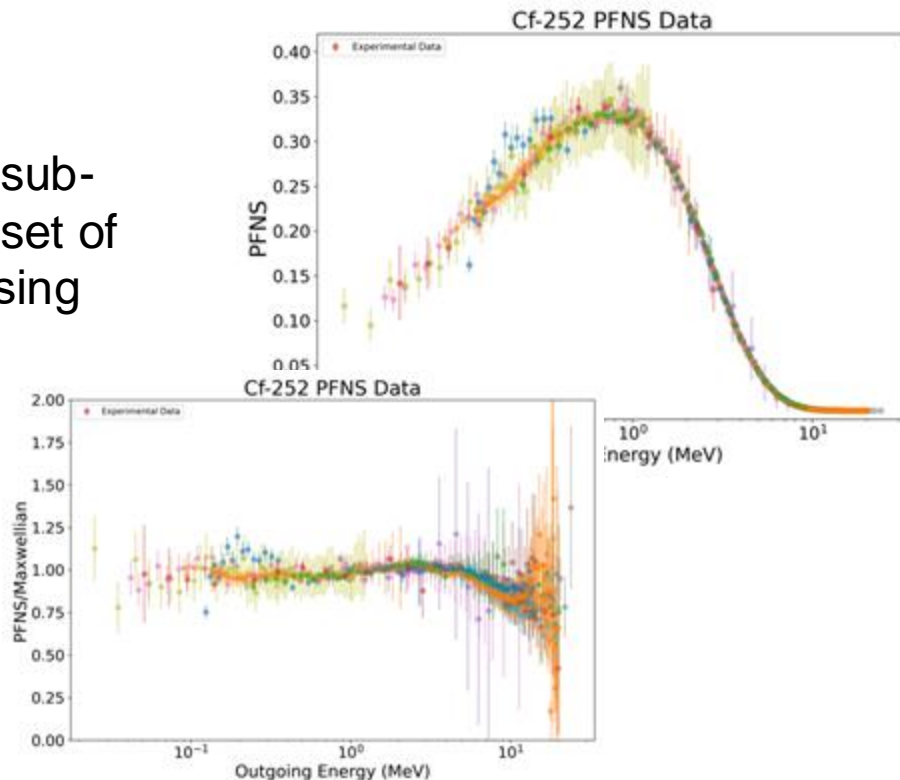 sub-
set of
sing
Cf-252 PFNS Data
Experimental Data
PFNS
0.40
0.35
0.30
0.25
0.20
0.15
0.10
0.05
10⁰
10¹
nergy (MeV)
Cf-252 PFNS Data
Experimental Data
PFNS/Maxwellian
2.00
1.75
1.50
1.25
1.00
0.75
0.50
0.25
0.00
10⁻¹
10⁰
10¹
Outgoing Energy (MeV)